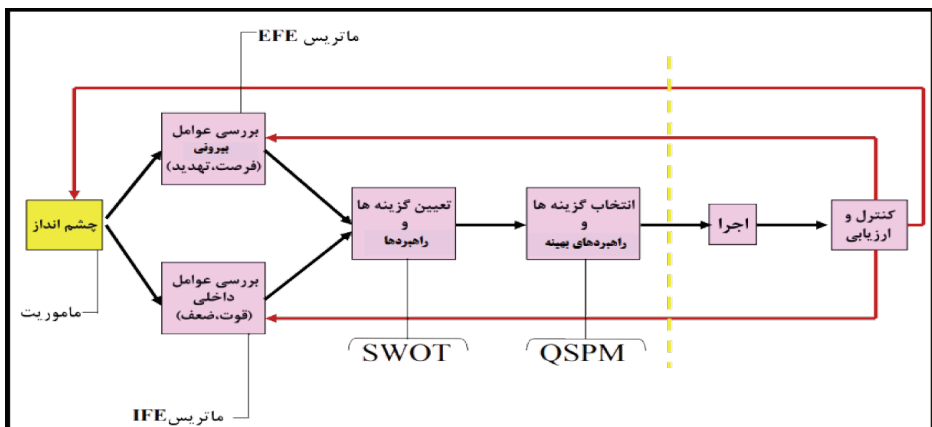 ماتریس EFE
بررسی عوامل
بیرونی
(فرصت،تهدید)
چشم انداز
ماموریت
بررسی عوامل
داخلی
(قوت،ضعف)
ماتریس IFE
تعیین گزینه ها
و
راهبردها
SWOT
انتخاب گزینه ها
و
راهبردهای بهینه
QSPM
اجرا
کنترل و
ارزیابی